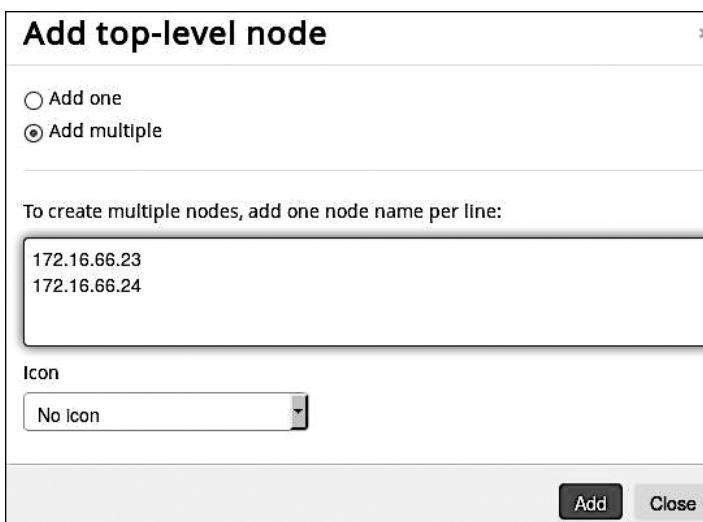 Add top-level node
Add one
Add multiple
To create multiple nodes, add one node name per line:
172.16.66.23
172.16.66.24
Icon
No icon
Add Close